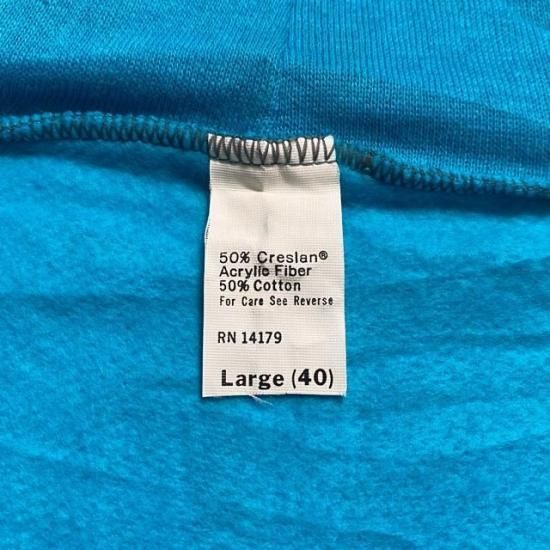 50% Creslan®
Acrylic Fiber
50% Cotton
For Care See Reverse
RN 14179
Large (40)